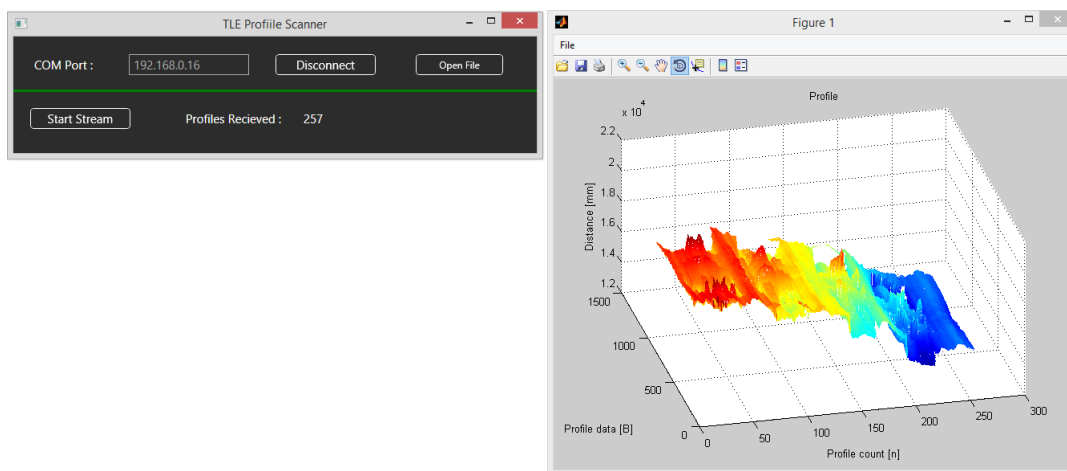 TLE Profiile Scanner
COM Port :
192.168.0.16
Disconnect
Open File
Start Stream
Profiles Recieved :
257
Figure 1
File
Profile
x 10^4
2.2
2
1.8
1.6
1.4
1.2
Distance [mm]
1500
1000
500
0
Profile data [B]
0
50
100
150
200
250
300
Profile count [n]